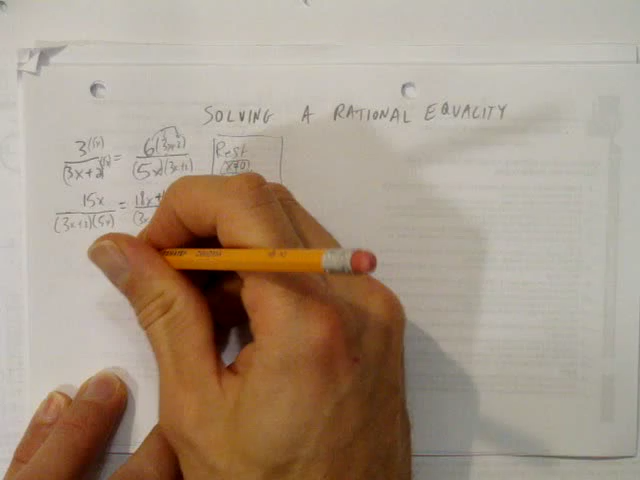 SOLVING A RATIONAL EQUALITY
3(5x) / (3x+2)(5x) = 6(3x+2) / (5x)(3x+2)
Rest
x≠0
15x / (3x+2)(5x) = 18x+ / (3x